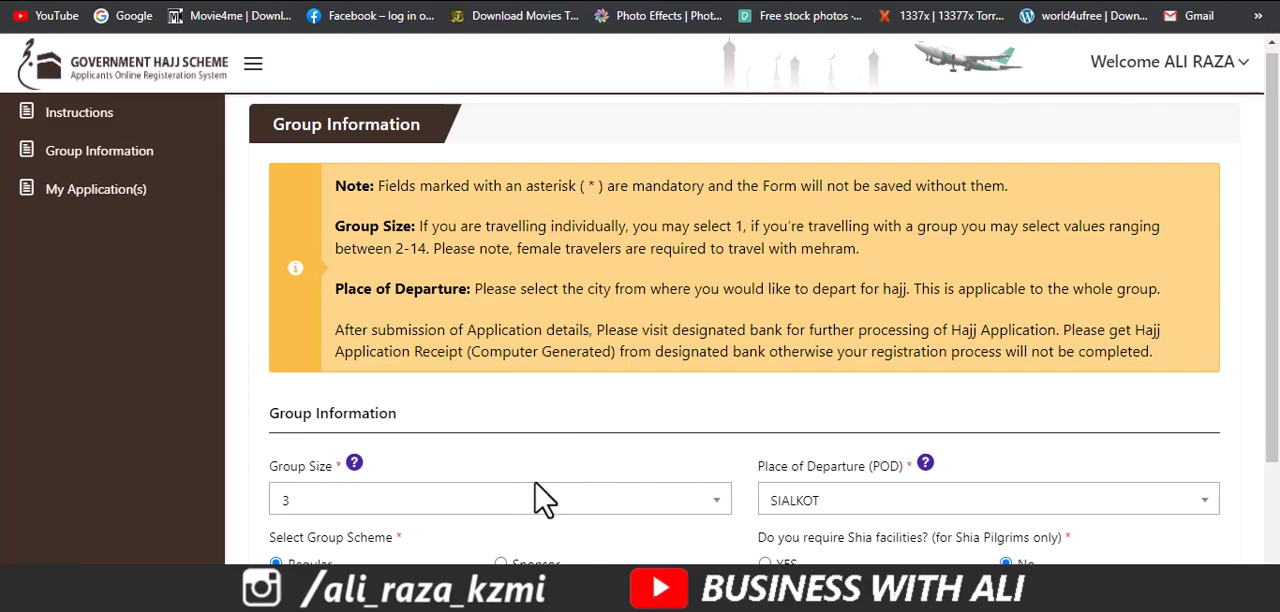 YouTube Google Movie4me | Downl... Facebook – log in o... Download Movies T... Photo Effects | Phot... Free stock photos -... 1337x | 13377x Torr... world4ufree | Down... Gmail »
GOVERNMENT HAJJ SCHEME
Applicants Online Registeration System
Welcome ALI RAZA
Instructions
Group Information
My Application(s)
Group Information
Note: Fields marked with an asterisk ( * ) are mandatory and the Form will not be saved without them.
Group Size: If you are travelling individually, you may select 1, if you're travelling with a group you may select values ranging
between 2-14. Please note, female travelers are required to travel with mehram.
Place of Departure: Please select the city from where you would like to depart for hajj. This is applicable to the whole group.
After submission of Application details, Please visit designated bank for further processing of Hajj Application. Please get Hajj
Application Receipt (Computer Generated) from designated bank otherwise your registration process will not be completed.
Group Information
Group Size * ?
Place of Departure (POD) * ?
3
SIALKOT
Select Group Scheme *
Do you require Shia facilities? (for Shia Pilgrims only) *
Regular Sponsor
YES No
/ali_raza_kzmi BUSINESS WITH ALI